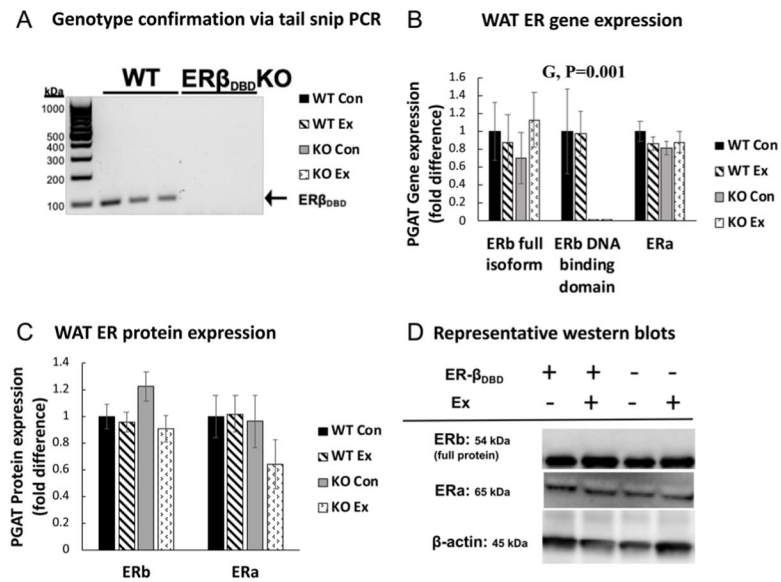 A Genotype confirmation via tail snip PCR
WT ERβDBDKO
kDa
1000
500
400
300
200
100
ERβDBD
WT Con
WT Ex
KO Con
KO Ex
B WAT ER gene expression
G, P=0.001
PGAT Gene expression
(fold difference)
1.6
1.4
1.2
1
0.8
0.6
0.4
0.2
0
ERb full
isoform
ERb DNA
binding
domain
ERa
WT Con
WT Ex
KO Con
KO Ex
C WAT ER protein expression
PGAT Protein expression
(fold difference)
1.4
1.2
1
0.8
0.6
0.4
0.2
0
ERb ERa
WT Con
WT Ex
KO Con
KO Ex
D Representative western blots
ER-βDBD + + - -
Ex - + - +
ERb: 54 kDa
(full protein)
ERa: 65 kDa
β-actin: 45 kDa